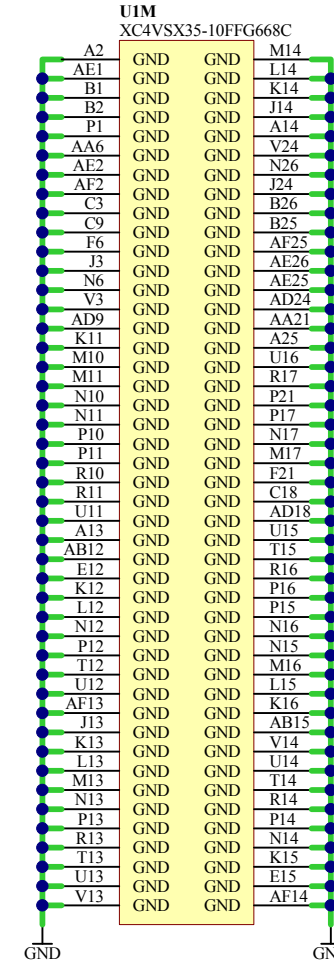 U1M
XC4VSX35-10FFG668C
A2 GND GND M14
AE1 GND GND L14
B1 GND GND K14
B2 GND GND J14
P1 GND GND A14
AA6 GND GND V24
AE2 GND GND N26
AF2 GND GND J24
C3 GND GND B26
C9 GND GND B25
F6 GND GND AF25
J3 GND GND AE26
N6 GND GND AE25
V3 GND GND AD24
AD9 GND GND AA21
K11 GND GND A25
M10 GND GND U16
M11 GND GND R17
N10 GND GND P21
N11 GND GND P17
P10 GND GND N17
P11 GND GND M17
R10 GND GND F21
R11 GND GND C18
U11 GND GND AD18
A13 GND GND U15
AB12 GND GND T15
E12 GND GND R16
K12 GND GND P16
L12 GND GND P15
N12 GND GND N16
P12 GND GND N15
T12 GND GND M16
U12 GND GND L15
AF13 GND GND K16
J13 GND GND AB15
K13 GND GND V14
L13 GND GND U14
M13 GND GND T14
N13 GND GND R14
P13 GND GND P14
R13 GND GND N14
T13 GND GND K15
U13 GND GND E15
V13 GND GND AF14
GND